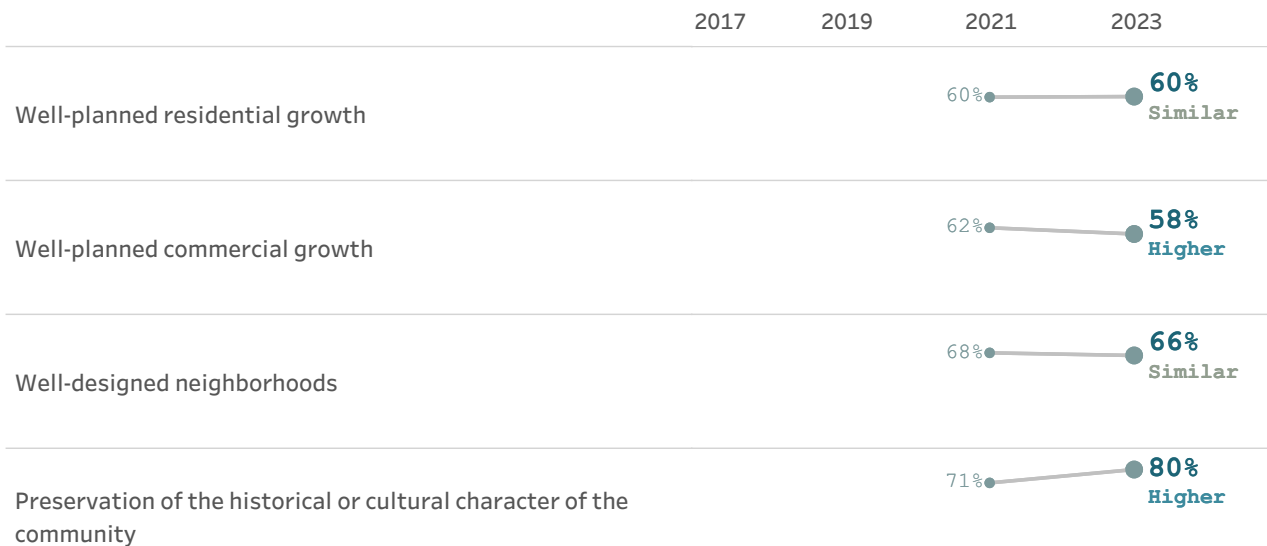 2017 2019 2021 2023
60% 60%
Similar
Well-planned residential growth
62% 58%
Higher
Well-planned commercial growth
68% 66%
Similar
Well-designed neighborhoods
71% 80%
Higher
Preservation of the historical or cultural character of the
community